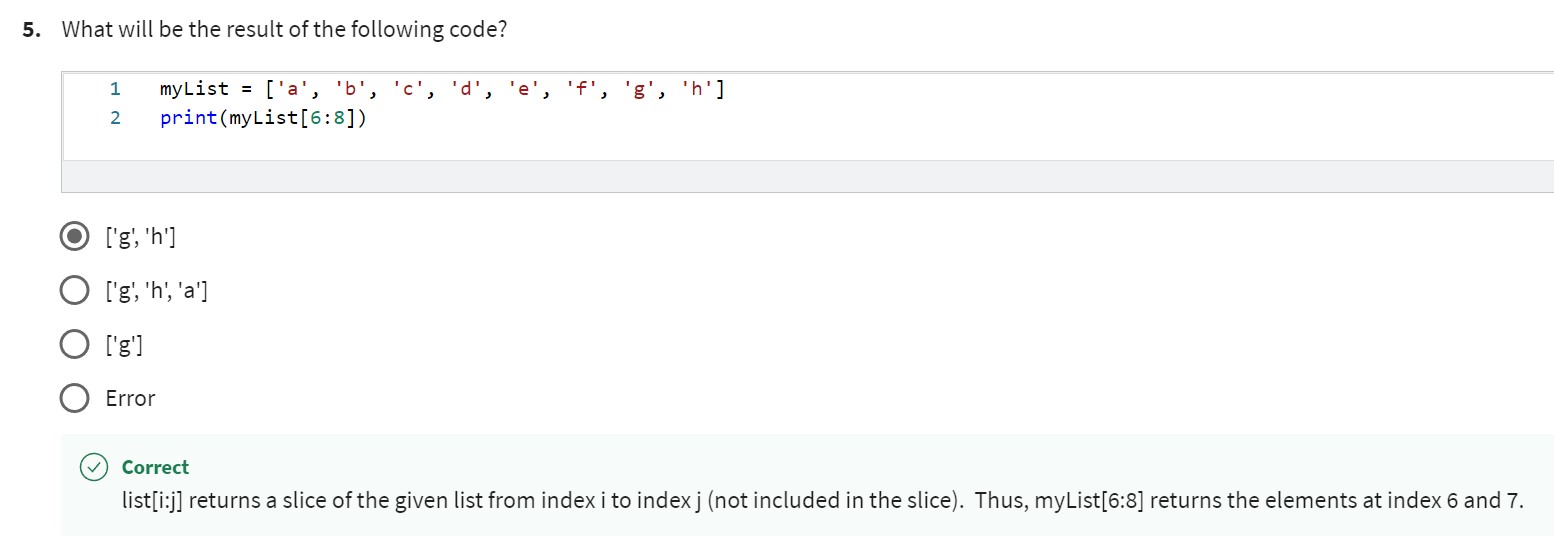 5. What will be the result of the following code?
1 myList = ['a', 'b', 'c', 'd', 'e', 'f', 'g', 'h']
2 print(myList[6:8])
['g', 'h']
['g', 'h', 'a']
['g']
Error
Correct
list[i:j] returns a slice of the given list from index i to index j (not included in the slice). Thus, myList[6:8] returns the elements at index 6 and 7.